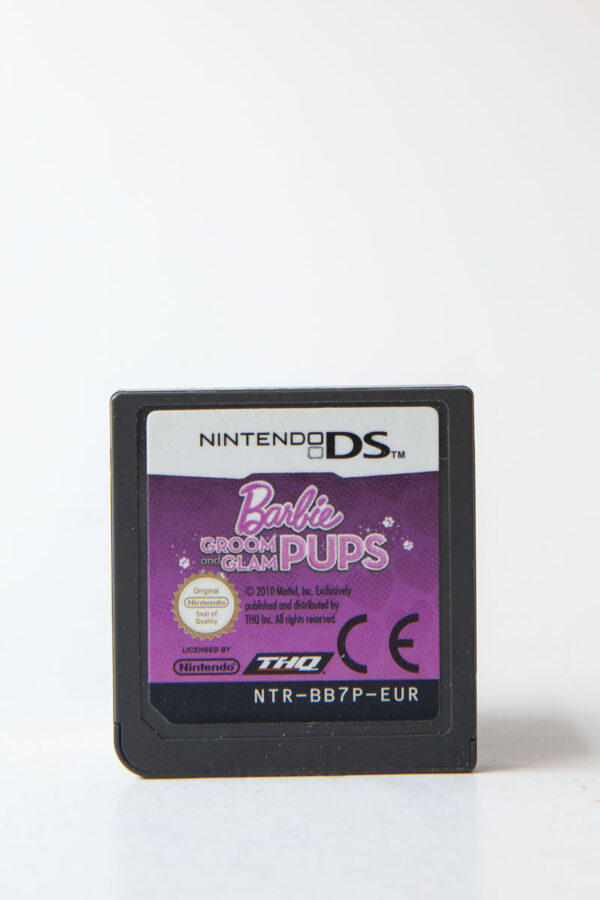 NINTENDO DS™
Barbie
GROOM
and GLAM PUPS
Original
Nintendo
Seal of
Quality
© 2010 Mattel, Inc. Exclusively
published and distributed by
THQ Inc. All rights reserved.
LICENSED BY
Nintendo®
THQ®
CE
NTR-BB7P-EUR